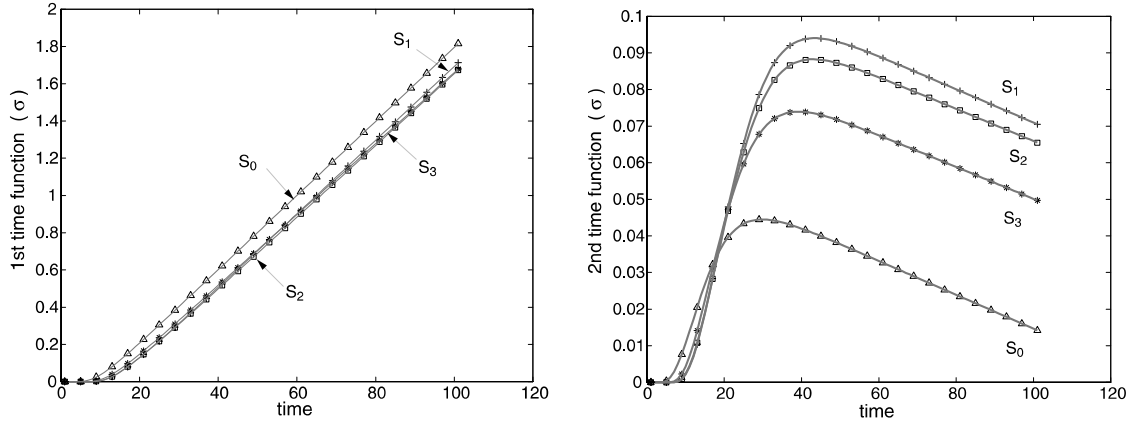 2
1.8
1.6
1.4
1.2
1
0.8
0.6
0.4
0.2
0
0 20 40 60 80 100 120
time
1st time function ( σ )
S1
S0
S3
S2
0.1
0.09
0.08
0.07
0.06
0.05
0.04
0.03
0.02
0.01
0
0 20 40 60 80 100 120
time
2nd time function ( σ )
S1
S2
S3
S0